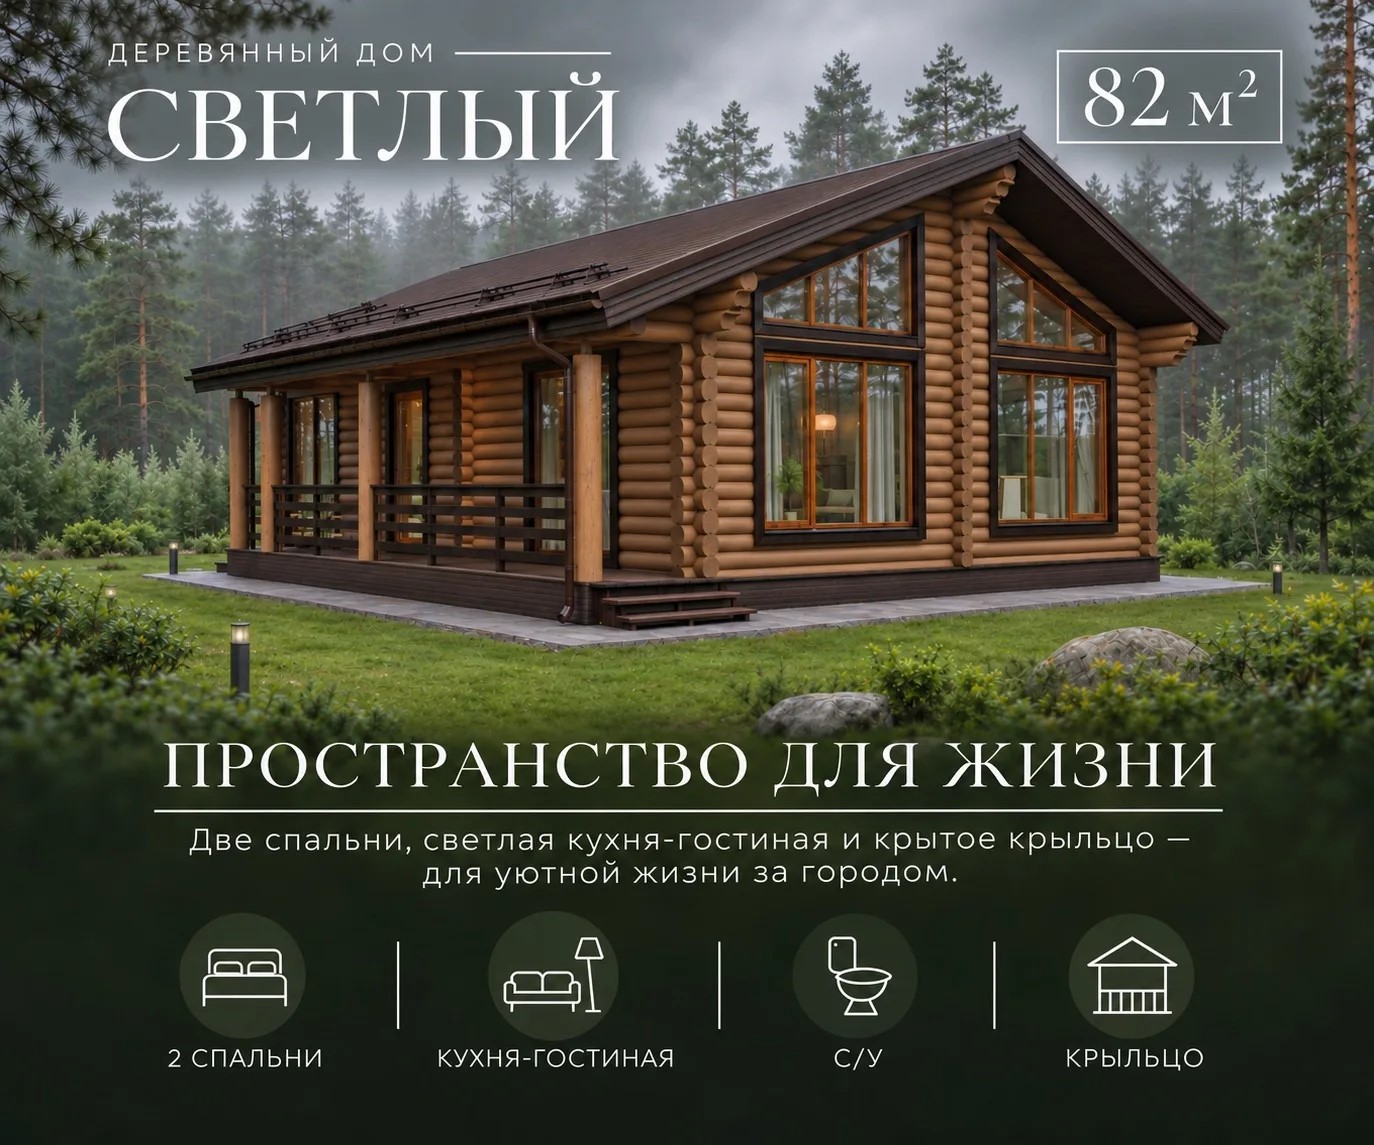 ДЕРЕВЯННЫЙ ДОМ
СВЕТЛЫЙ
82 м²
ПРОСТРАНСТВО ДЛЯ ЖИЗНИ
Две спальни, светлая кухня-гостиная и крытое крыльцо —
для уютной жизни за городом.
2 СПАЛЬНИ
КУХНЯ-ГОСТИНАЯ
С/У
КРЫЛЬЦО